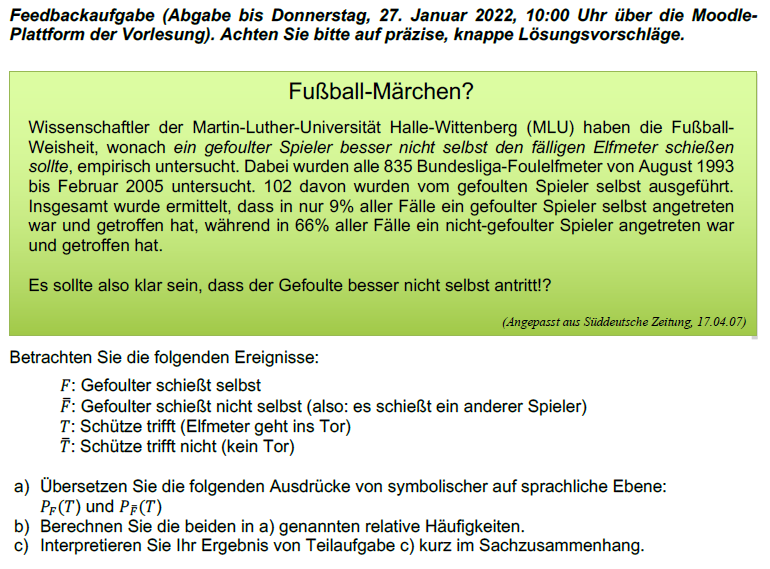 Feedbackaufgabe (Abgabe bis Donnerstag, 27. Januar 2022, 10:00 Uhr über die Moodle-
Plattform der Vorlesung). Achten Sie bitte auf präzise, knappe Lösungsvorschläge.
Fußball-Märchen?
Wissenschaftler der Martin-Luther-Universität Halle-Wittenberg (MLU) haben die Fußball-
Weisheit, wonach ein gefoulter Spieler besser nicht selbst den fälligen Elfmeter schießen
sollte, empirisch untersucht. Dabei wurden alle 835 Bundesliga-Foulelfmeter von August 1993
bis Februar 2005 untersucht. 102 davon wurden vom gefoulten Spieler selbst ausgeführt.
Insgesamt wurde ermittelt, dass in nur 9% aller Fälle ein gefoulter Spieler selbst angetreten
war und getroffen hat, während in 66% aller Fälle ein nicht-gefoulter Spieler angetreten war
und getroffen hat.
Es sollte also klar sein, dass der Gefoulte besser nicht selbst antritt!?
(Angepasst aus Süddeutsche Zeitung, 17.04.07)
Betrachten Sie die folgenden Ereignisse:
F: Gefoulter schießt selbst
F̄: Gefoulter schießt nicht selbst (also: es schießt ein anderer Spieler)
T: Schütze trifft (Elfmeter geht ins Tor)
T̄: Schütze trifft nicht (kein Tor)
a) Übersetzen Sie die folgenden Ausdrücke von symbolischer auf sprachliche Ebene:
P_F(T) und P_F̄(T)
b) Berechnen Sie die beiden in a) genannten relative Häufigkeiten.
c) Interpretieren Sie Ihr Ergebnis von Teilaufgabe c) kurz im Sachzusammenhang.